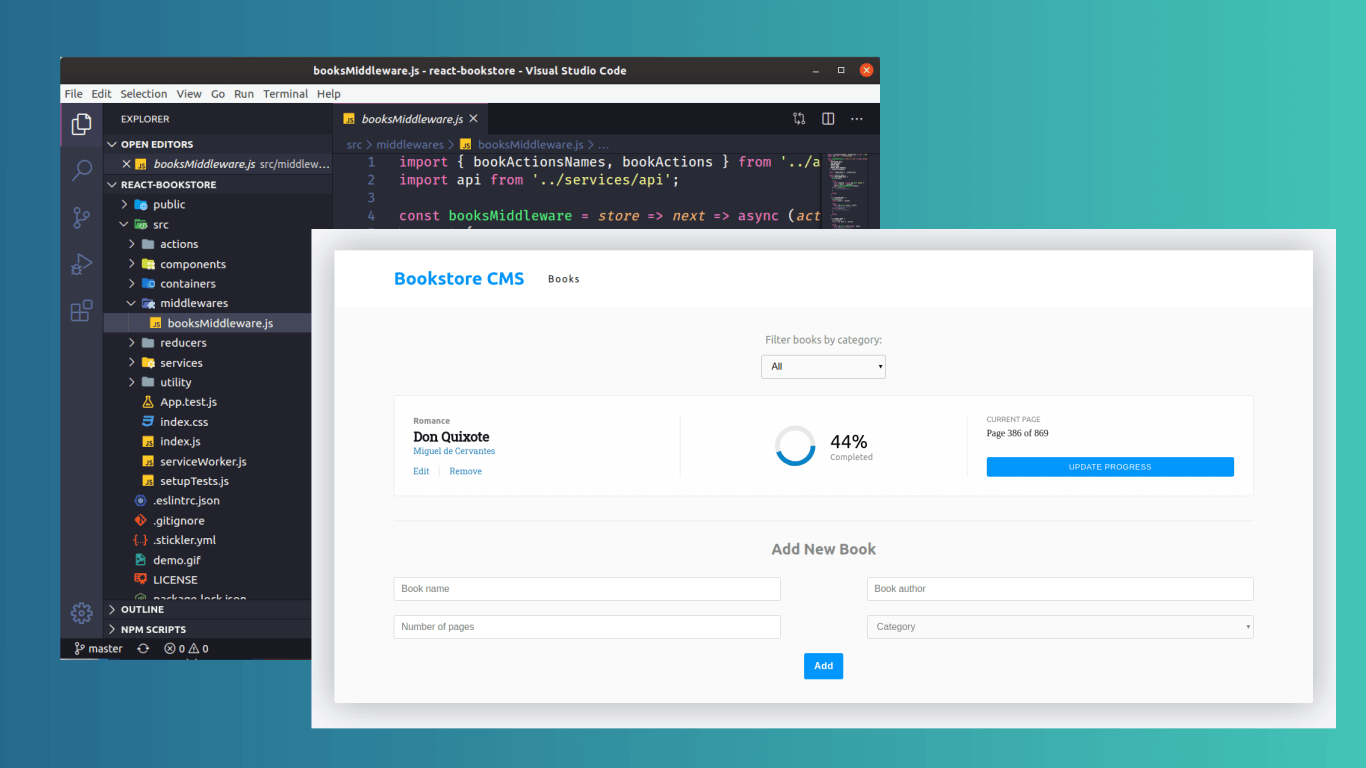 booksMiddleware.js - react-bookstore - Visual Studio Code
File Edit Selection View Go Run Terminal Help
EXPLORER
OPEN EDITORS
booksMiddleware.js src/middlew...
REACT-BOOKSTORE
public
src
actions
components
containers
middlewares
booksMiddleware.js
reducers
services
utility
App.test.js
index.css
index.js
serviceWorker.js
setupTests.js
.eslintrc.json
.gitignore
.stickler.yml
demo.gif
LICENSE
package-lock.json
OUTLINE
NPM SCRIPTS
master 0 0
booksMiddleware.js
src > middlewares > booksMiddleware.js > ...
1 import { bookActionsNames, bookActions } from '../a
2 import api from '../services/api';
3
4 const booksMiddleware = store => next => async (act
Bookstore CMS Books
Filter books by category:
All
Romance
Don Quixote
Miguel de Cervantes
Edit Remove
44%
Completed
CURRENT PAGE
Page 386 of 869
UPDATE PROGRESS
Add New Book
Book name
Book author
Number of pages
Category
Add